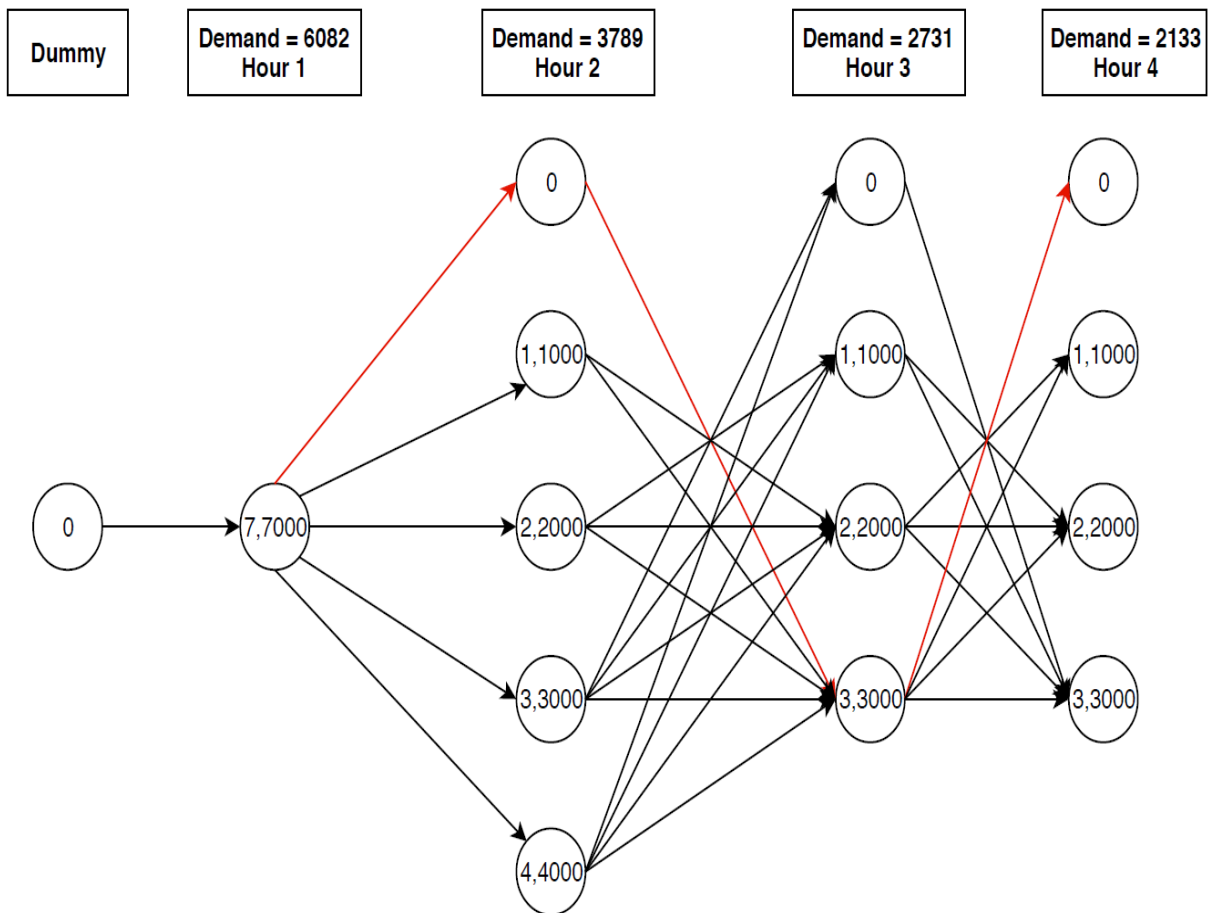 Dummy
Demand = 6082
Hour 1
Demand = 3789
Hour 2
Demand = 2731
Hour 3
Demand = 2133
Hour 4
0
0
0
1,1000
1,1000
1,1000
0
7,7000
2,2000
2,2000
2,2000
3,3000
3,3000
3,3000
4,4000